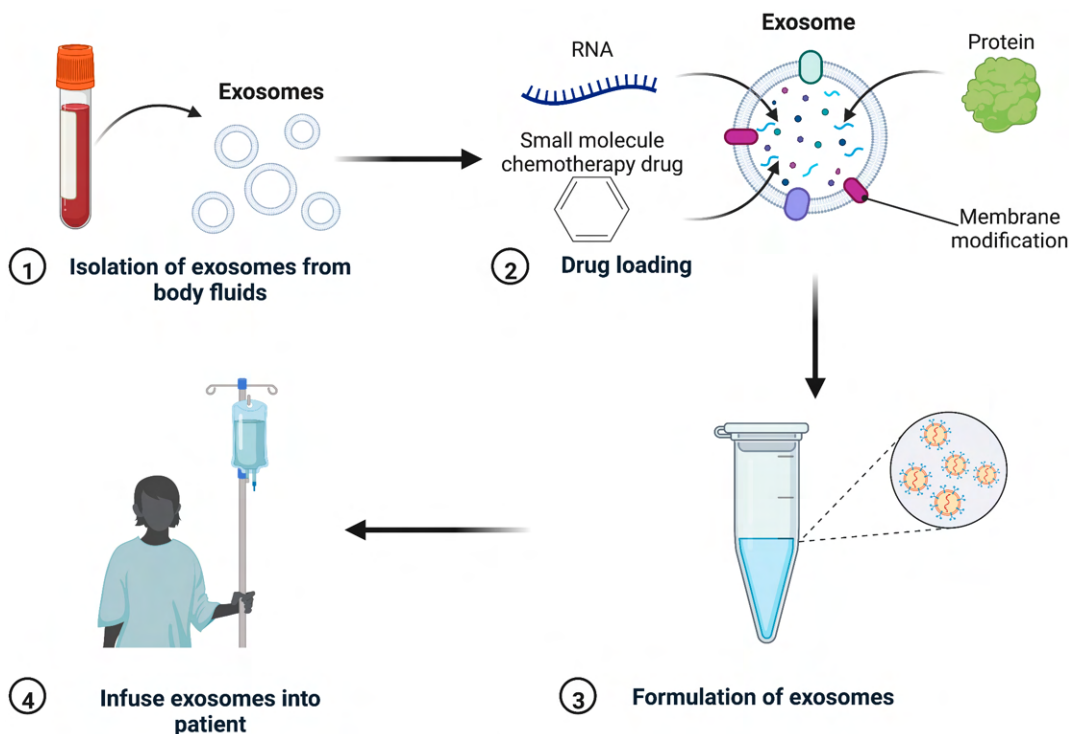 Exosomes
1
Isolation of exosomes from
body fluids
RNA
Small molecule
chemotherapy drug
Exosome
Protein
Membrane
modification
2
Drug loading
3
Formulation of exosomes
4
Infuse exosomes into
patient